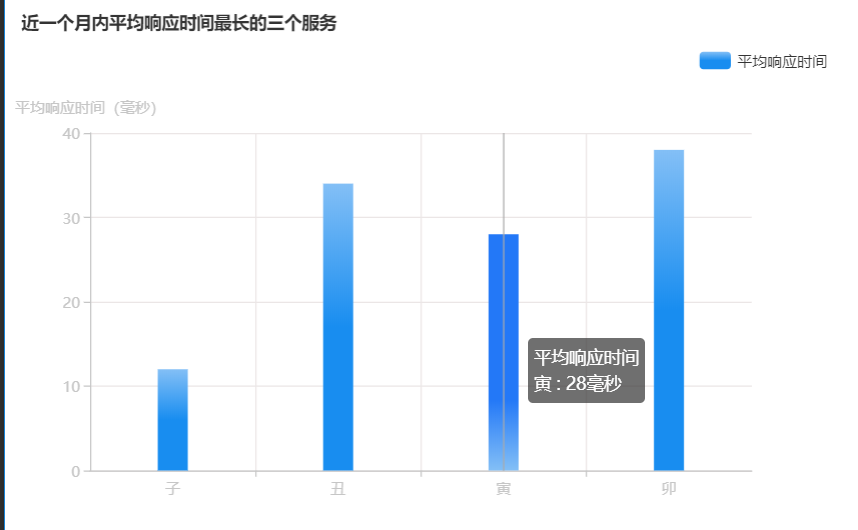 近一个月内平均响应时间最长的三个服务
平均响应时间
平均响应时间（毫秒）
40
30
20
10
0
平均响应时间
寅 : 28毫秒
子
丑
寅
卯